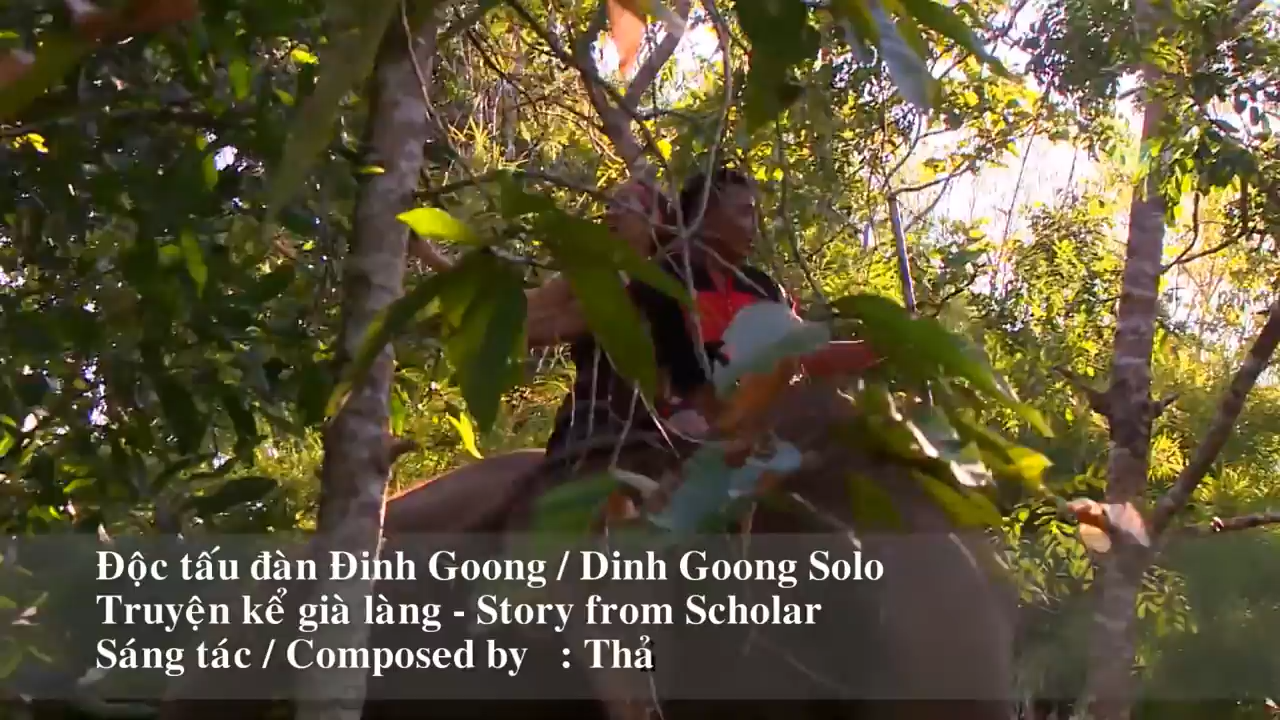 Độc tấu đàn Đinh Goong / Dinh Goong Solo
Truyện kể già làng - Story from Scholar
Sáng tác / Composed by : Thả